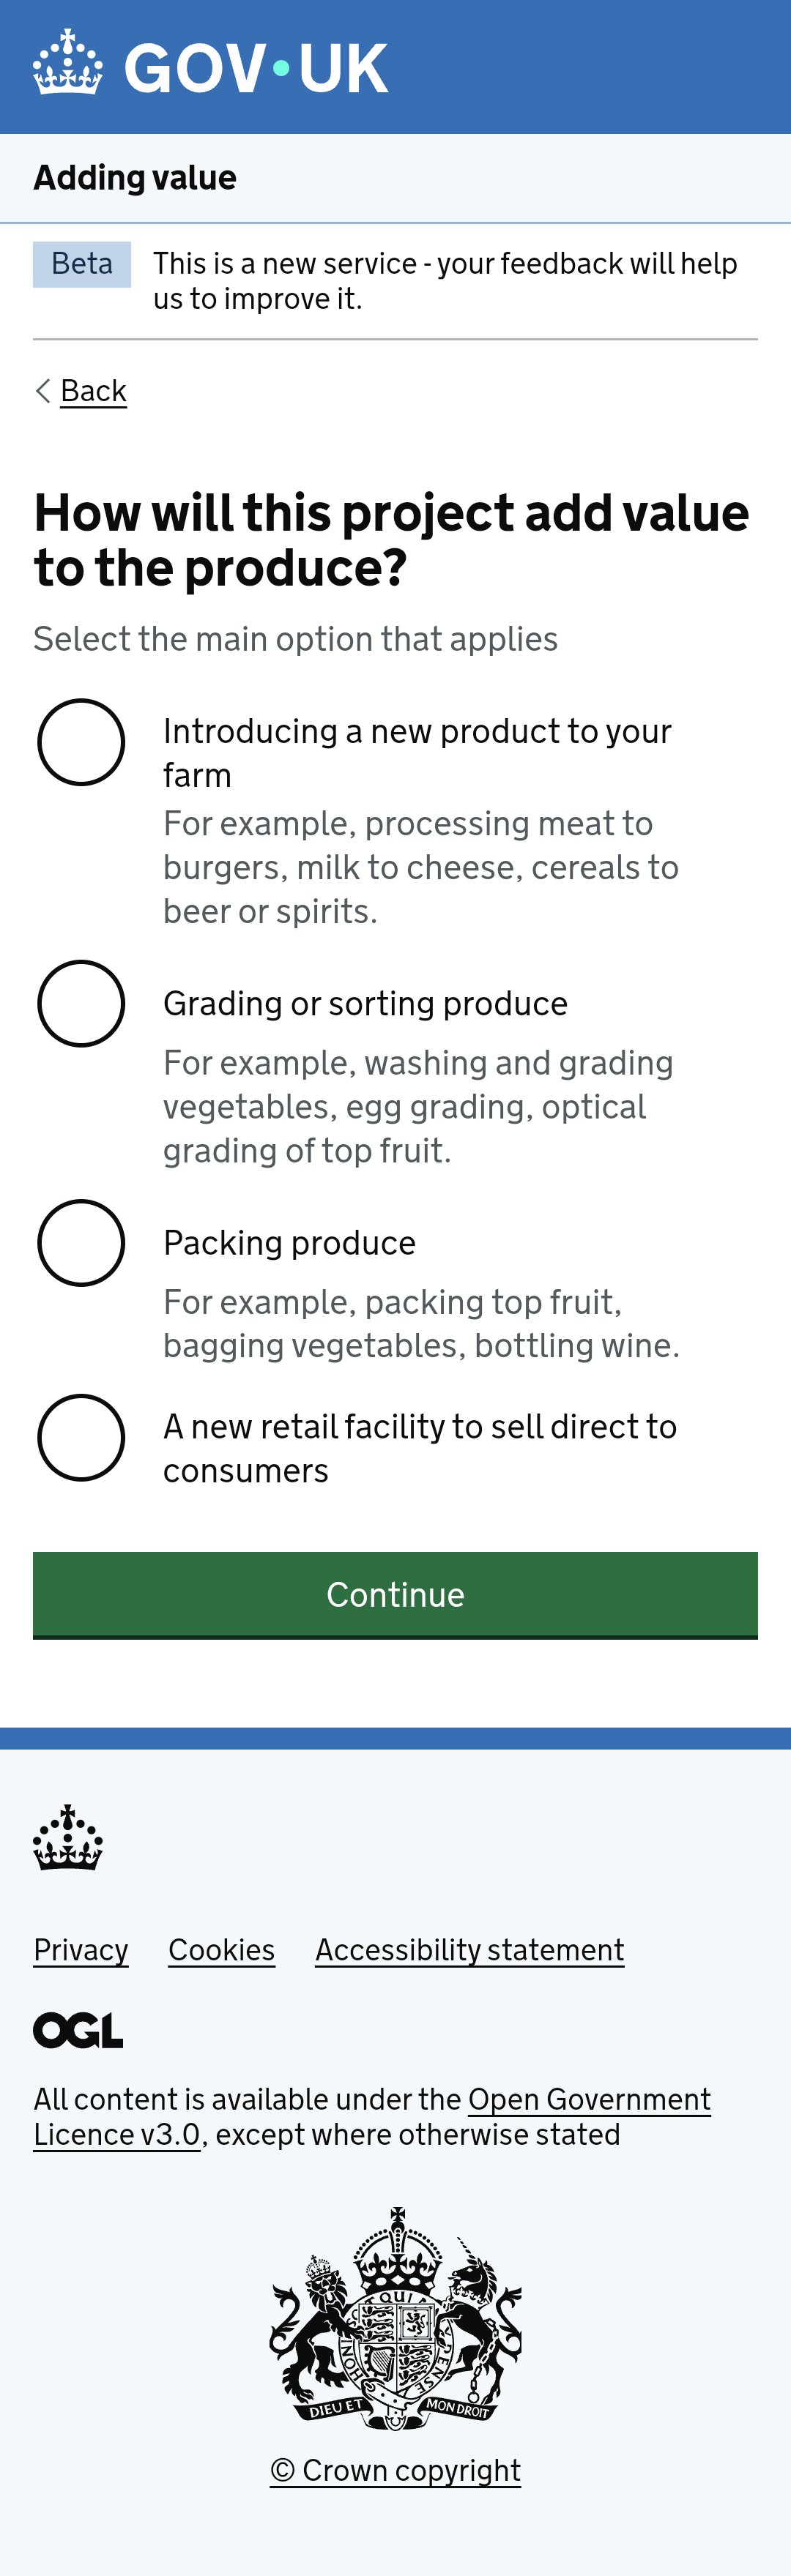 GOV•UK
Adding value
Beta
This is a new service - your feedback will help
us to improve it.
Back
How will this project add value
to the produce?
Select the main option that applies
Introducing a new product to your
farm
For example, processing meat to
burgers, milk to cheese, cereals to
beer or spirits.
Grading or sorting produce
For example, washing and grading
vegetables, egg grading, optical
grading of top fruit.
Packing produce
For example, packing top fruit,
bagging vegetables, bottling wine.
A new retail facility to sell direct to
consumers
Continue
Privacy Cookies Accessibility statement
OGL
All content is available under the Open Government
Licence v3.0, except where otherwise stated
DIEU ET MON DROIT
© Crown copyright